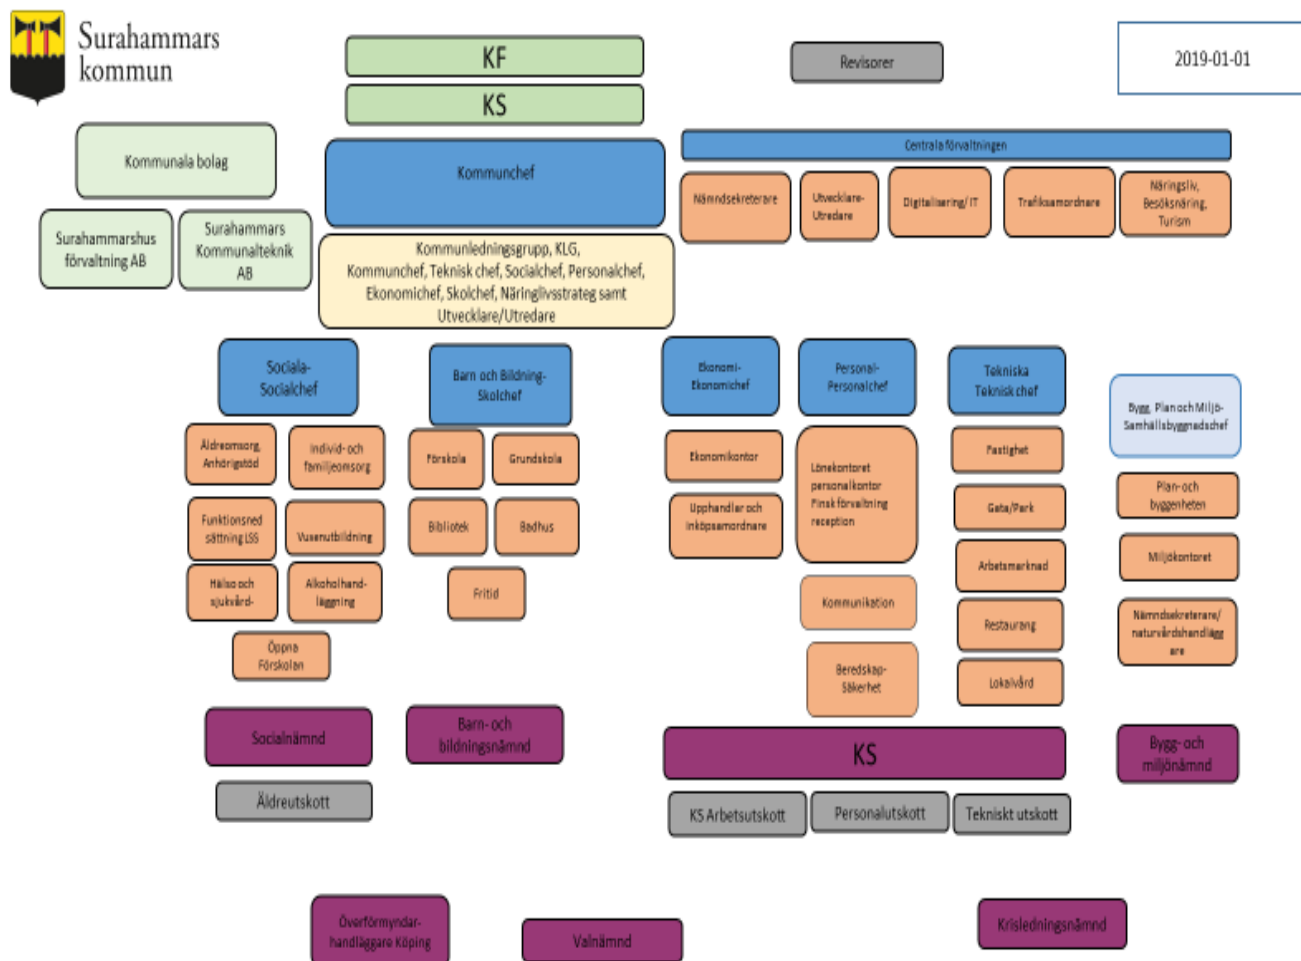 Surahammars
kommun
KF
KS
Revisorer
2019-01-01
Kommunala bolag
Surahammarshus
förvaltning AB
Surahammars
Kommunalteknik
AB
Kommunchef
Centrala förvaltningen
Nämndsekreterare
Utvecklare-
Utredare
Digitalisering/ IT
Trafiksamordnare
Näringsliv,
Besöksnäring,
Turism
Kommunledningsgrupp, KLG,
Kommunchef, Teknisk chef, Socialchef, Personalchef,
Ekonomichef, Skolchef, Näringlivsstrateg samt
Utvecklare/Utredare
Sociala-
Socialchef
Äldreomsorg,
Anhörigstöd
Individ- och
familjeomsorg
Funktionsned
sättning LSS
Vuxenutbildning
Hälso och
sjukvård-
Alkoholhand-
läggning
Öppna
Förskolan
Barn och Bildning-
Skolchef
Förskola
Grundskola
Bibliotek
Badhus
Fritid
Ekonomi-
Ekonomichef
Ekonomikontor
Upphandlar och
Inköpsamordnare
Personal-
Personalchef
Lönekontoret
personalkontor
Finsk förvaltning
reception
Kommunikation
Beredskap-
Säkerhet
Tekniska
Teknisk chef
Fastighet
Gata/Park
Arbetsmarknad
Restaurang
Lokalvård
Bygg, Plan och Miljö-
Samhällsbyggnadschef
Plan- och
byggenheten
Miljökontoret
Nämndsekreterare/
naturvårdshandlägg
are
Socialnämnd
Äldreutskott
Barn- och
bildningsnämnd
KS
KS Arbetsutskott
Personalutskott
Tekniskt utskott
Bygg- och
miljönämnd
Överförmyndar-
handläggare Köping
Valnämnd
Krisledningsnämnd